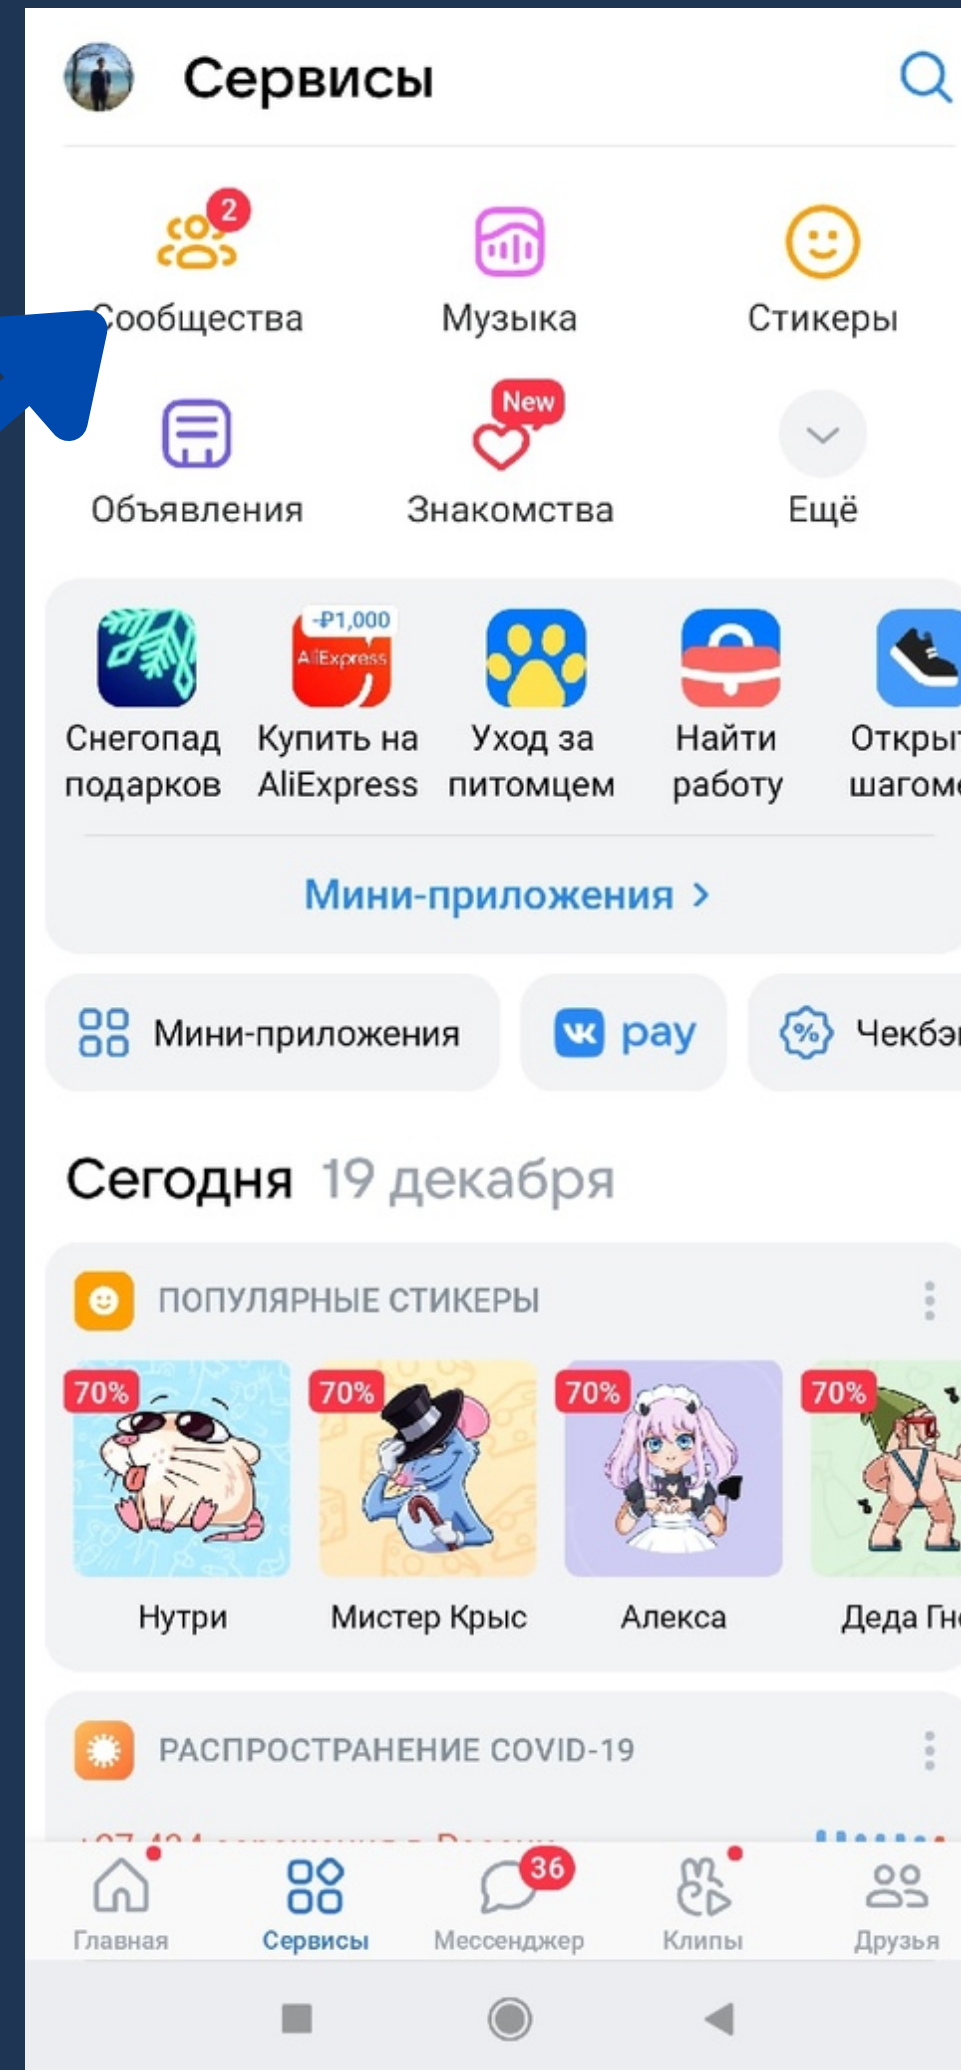 Сервисы
2
Сообщества
Музыка
Стикеры
New
Объявления
Знакомства
Ещё
-₽1,000
AliExpress
Снегопад подарков
Купить на AliExpress
Уход за питомцем
Найти работу
Мини-приложения >
Мини-приложения
VK pay
Сегодня 19 декабря
ПОПУЛЯРНЫЕ СТИКЕРЫ
70%
70%
70%
70%
Нутри
Мистер Крыс
Алекса
Деда
РАСПРОСТРАНЕНИЕ COVID-19
36
Главная
Сервисы
Мессенджер
Клипы
Друзья